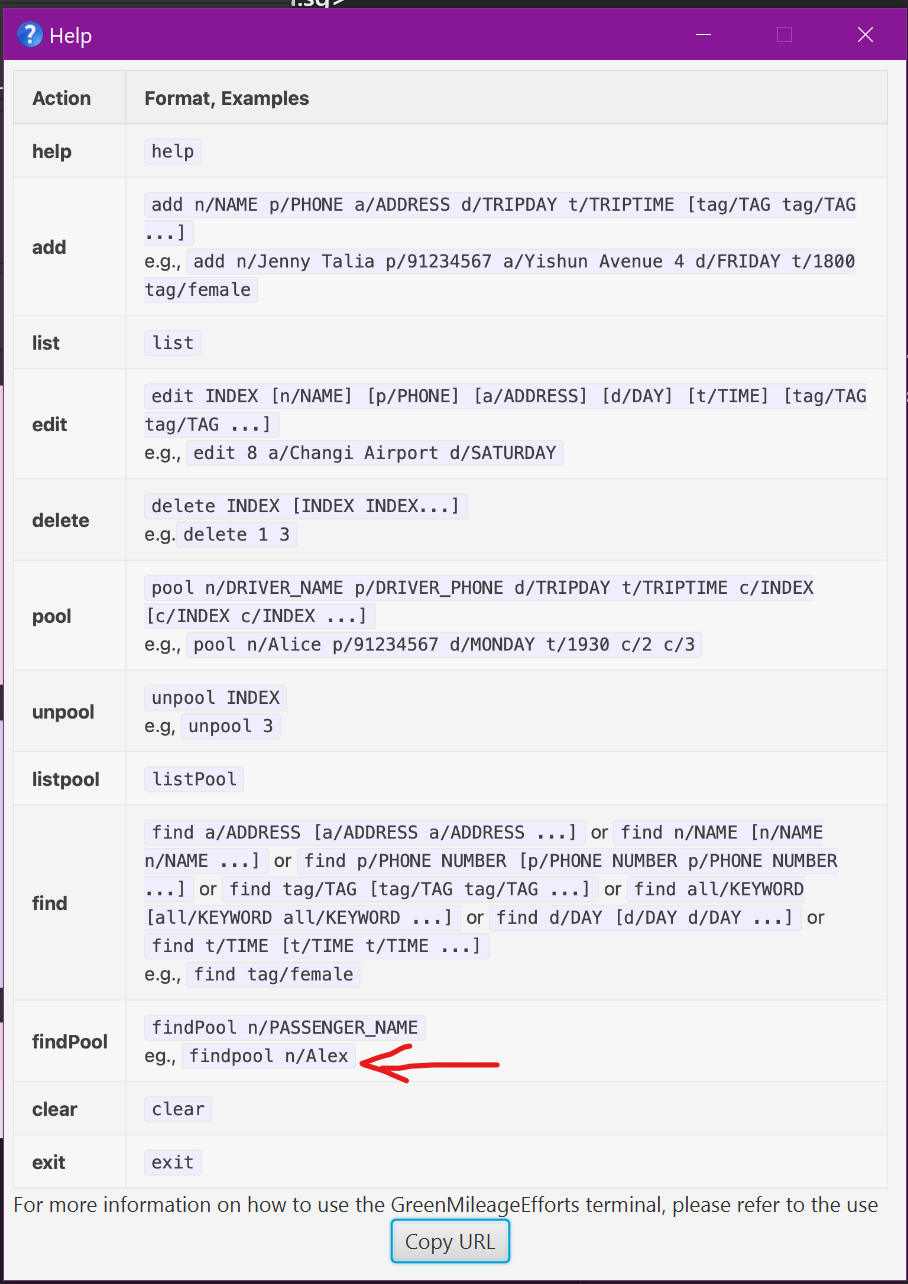 Help
Action Format, Examples
help help
add n/NAME p/PHONE a/ADDRESS d/TRIPDAY t/TRIPTIME [tag/TAG tag/TAG
...]
add
e.g., add n/Jenny Talia p/91234567 a/Yishun Avenue 4 d/FRIDAY t/1800
tag/female
list list
edit INDEX [n/NAME] [p/PHONE] [a/ADDRESS] [d/DAY] [t/TIME] [tag/TAG
edit tag/TAG ...]
e.g., edit 8 a/Changi Airport d/SATURDAY
delete INDEX [INDEX INDEX...]
delete
e.g. delete 1 3
pool n/DRIVER_NAME p/DRIVER_PHONE d/TRIPDAY t/TRIPTIME c/INDEX
pool [c/INDEX c/INDEX ...]
e.g., pool n/Alice p/91234567 d/MONDAY t/1930 c/2 c/3
unpool INDEX
unpool
e.g, unpool 3
listpool listPool
find a/ADDRESS [a/ADDRESS a/ADDRESS ...] or find n/NAME [n/NAME
n/NAME ...] or find p/PHONE NUMBER [p/PHONE NUMBER p/PHONE NUMBER
...] or find tag/TAG [tag/TAG tag/TAG ...] or find all/KEYWORD
find
[all/KEYWORD all/KEYWORD ...] or find d/DAY [d/DAY d/DAY ...] or
find t/TIME [t/TIME t/TIME ...]
e.g., find tag/female
findPool n/PASSENGER_NAME
findPool
eg., findpool n/Alex
clear clear
exit exit
For more information on how to use the GreenMileageEfforts terminal, please refer to the use
Copy URL